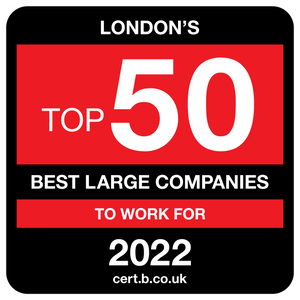 LONDON'S
TOP 50
BEST LARGE COMPANIES
TO WORK FOR
2022
cert.b.co.uk